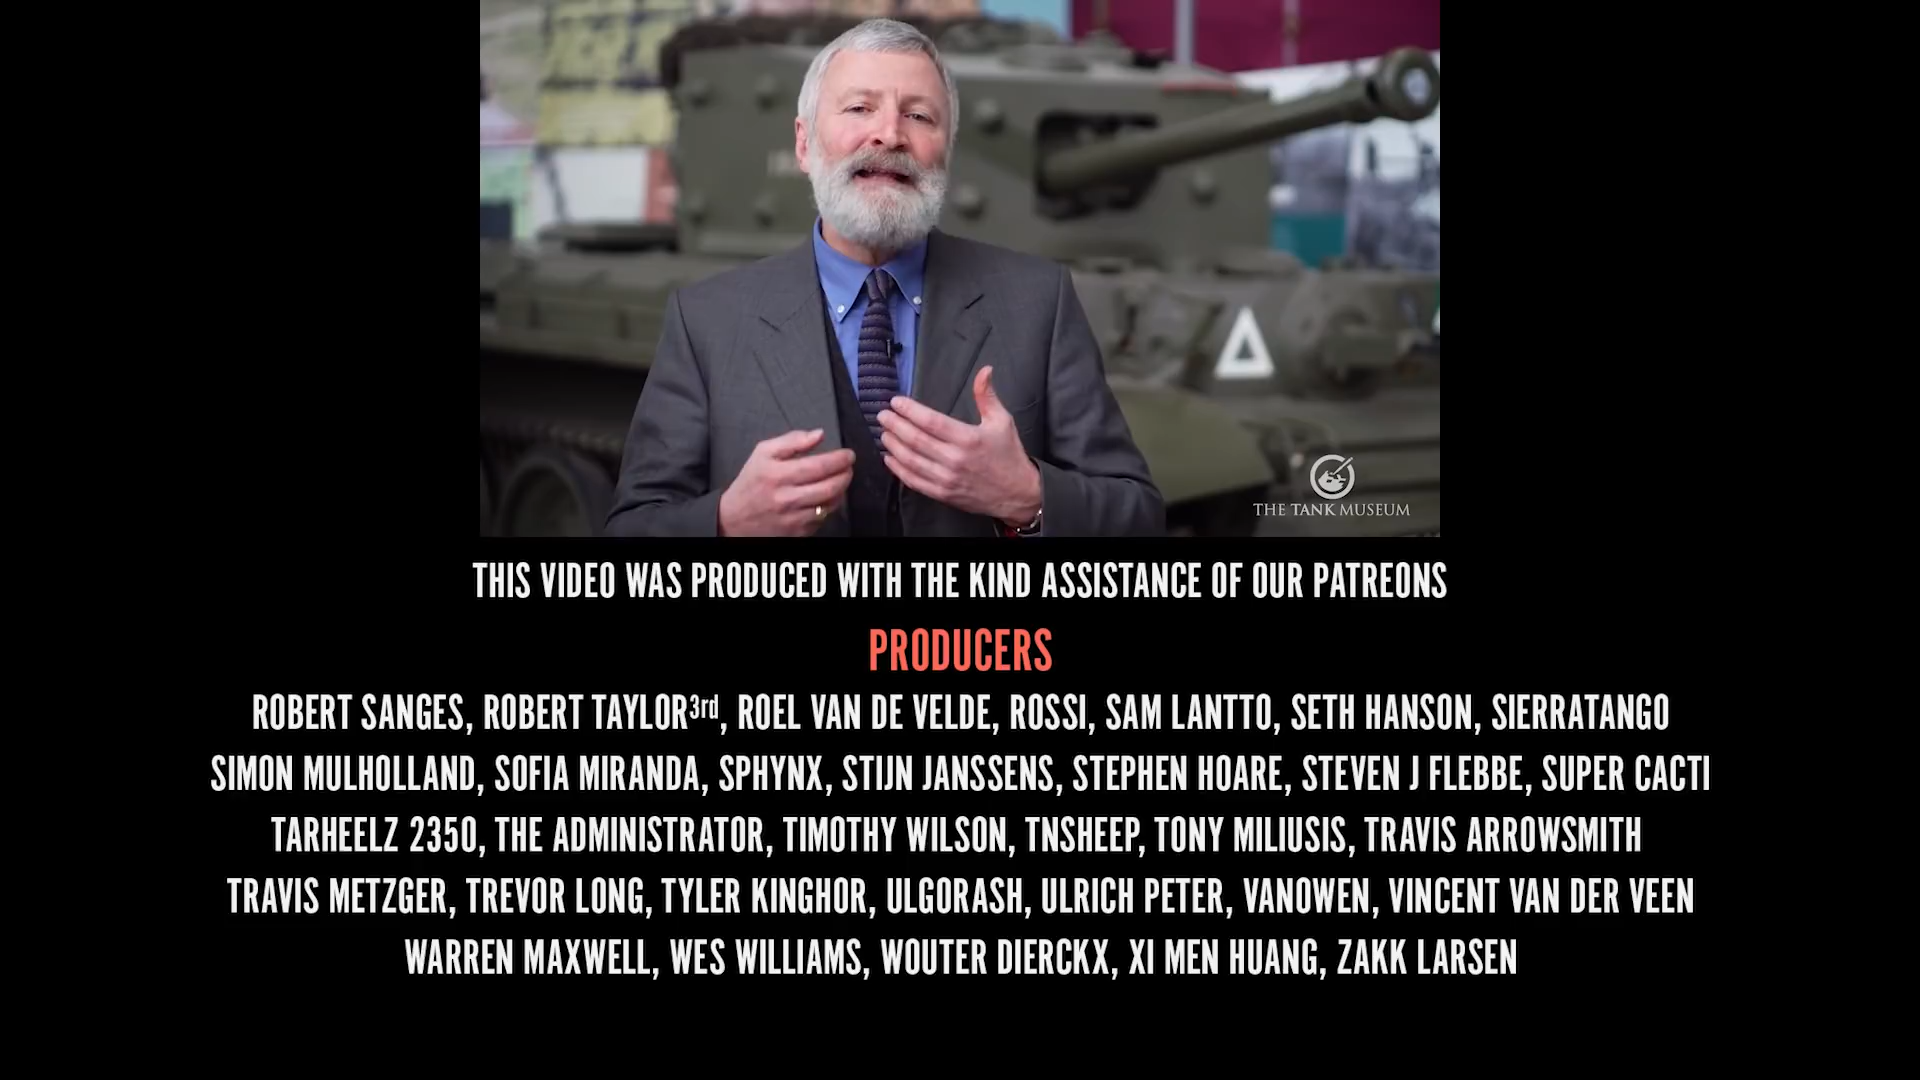 THE TANK MUSEUM
THIS VIDEO WAS PRODUCED WITH THE KIND ASSISTANCE OF OUR PATREONS
PRODUCERS
ROBERT SANGES, ROBERT TAYLOR3rd, ROEL VAN DE VELDE, ROSSI, SAM LANTTO, SETH HANSON, SIERRATANGO
SIMON MULHOLLAND, SOFIA MIRANDA, SPHYNX, STIJN JANSSENS, STEPHEN HOARE, STEVEN J FLEBBE, SUPER CACTI
TARHEELZ 2350, THE ADMINISTRATOR, TIMOTHY WILSON, TNSHEEP, TONY MILIUSIS, TRAVIS ARROWSMITH
TRAVIS METZGER, TREVOR LONG, TYLER KINGHOR, ULGORASH, ULRICH PETER, VANOWEN, VINCENT VAN DER VEEN
WARREN MAXWELL, WES WILLIAMS, WOUTER DIERCKX, XI MEN HUANG, ZAKK LARSEN